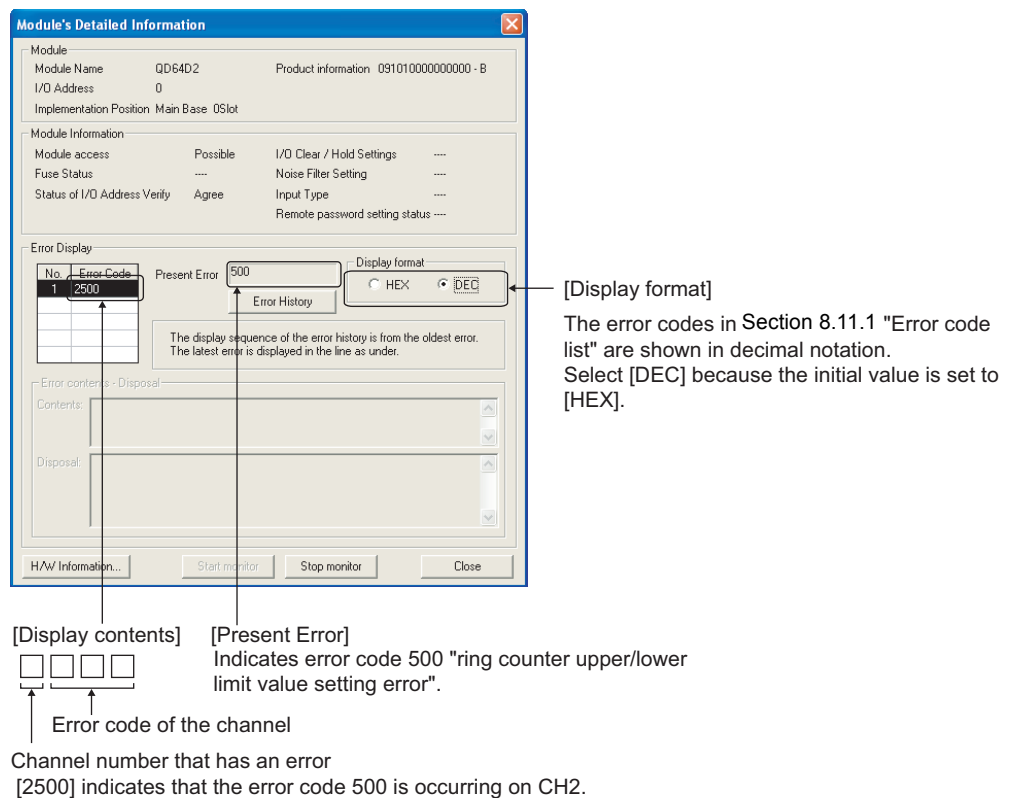 Module's Detailed Information
Module
Module Name QD64D2 Product information 091010000000000 - B
I/O Address 0
Implementation Position Main Base 0Slot
Module Information
Module access Possible I/O Clear / Hold Settings ----
Fuse Status ---- Noise Filter Setting ----
Status of I/O Address Verify Agree Input Type ----
Remote password setting status ----
Error Display
No. Error Code
1 2500
Present Error 500
Display format
HEX DEC
Error History
The display sequence of the error history is from the oldest error.
The latest error is displayed in the line as under.
Error contents - Disposal
Contents:
Disposal:
H/W Information... Start monitor Stop monitor Close
[Display format]
The error codes in Section 8.11.1 "Error code
list" are shown in decimal notation.
Select [DEC] because the initial value is set to
[HEX].
[Display contents]
[Present Error]
Indicates error code 500 "ring counter upper/lower
limit value setting error".
Error code of the channel
Channel number that has an error
[2500] indicates that the error code 500 is occurring on CH2.